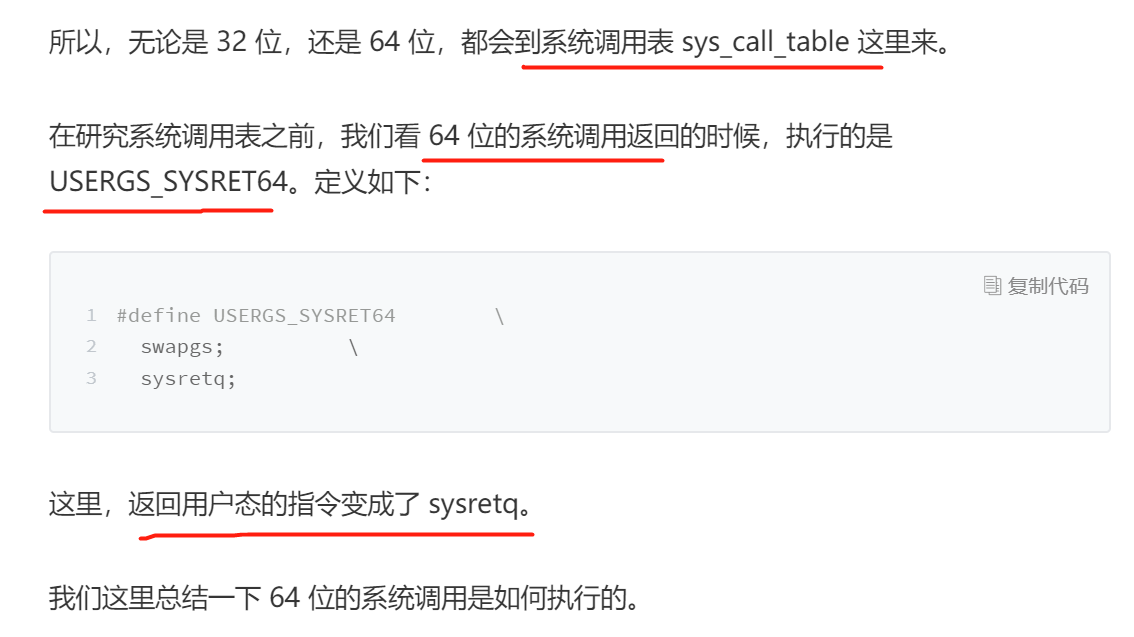 所以，无论是 32 位，还是 64 位，都会到系统调用表 sys_call_table 这里来。
在研究系统调用表之前，我们看 64 位的系统调用返回的时候，执行的是
USERGS_SYSRET64。定义如下：
复制代码
1 #define USERGS_SYSRET64 \
2 swapgs; \
3 sysretq;
这里，返回用户态的指令变成了 sysretq。
我们这里总结一下 64 位的系统调用是如何执行的。